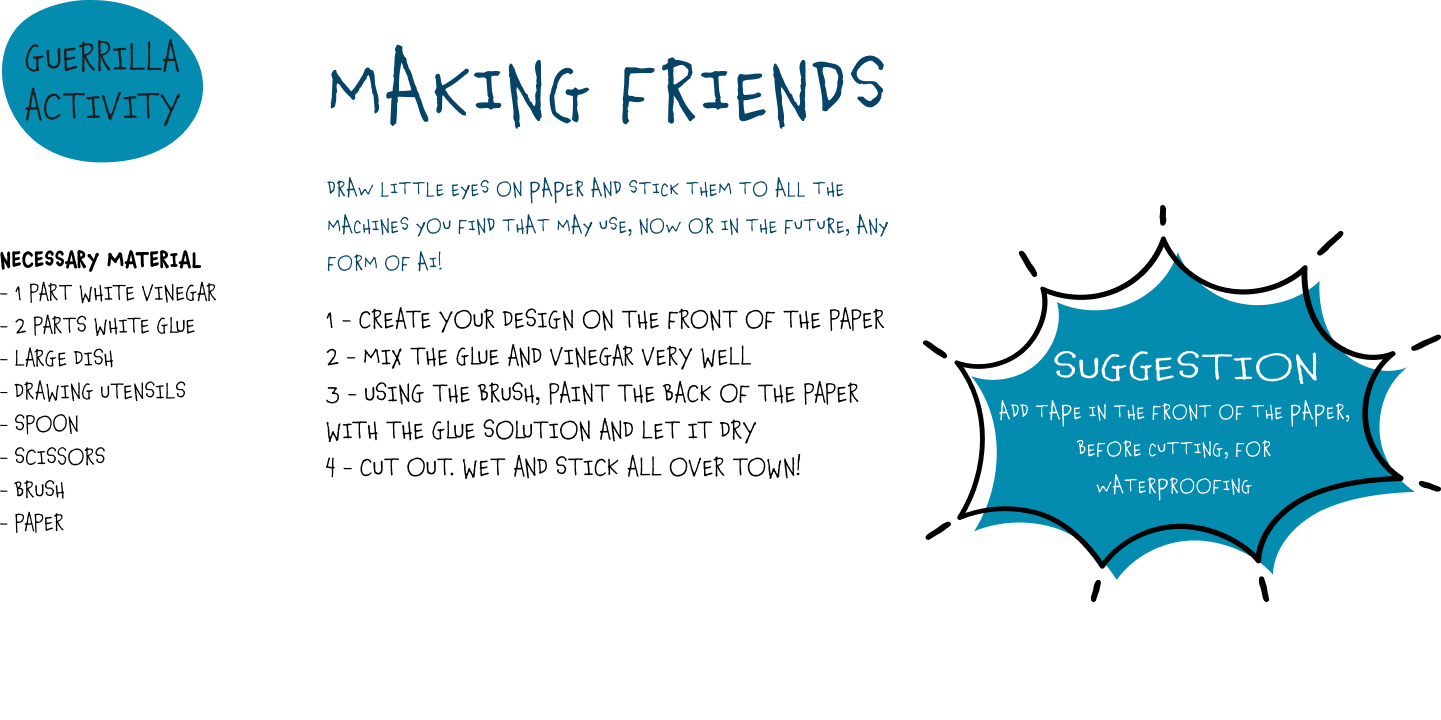 GUERRILLA
ACTIVITY
MAKING FRIENDS
DRAW LITTLE EYES ON PAPER AND STICK THEM TO ALL THE
MACHINES YOU FIND THAT MAY USE, NOW OR IN THE FUTURE, ANY
FORM OF AI!
NECESSARY MATERIAL
- 1 PART WHITE VINEGAR
- 2 PARTS WHITE GLUE
- LARGE DISH
- DRAWING UTENSILS
- SPOON
- SCISSORS
- BRUSH
- PAPER
1 - CREATE YOUR DESIGN ON THE FRONT OF THE PAPER
2 - MIX THE GLUE AND VINEGAR VERY WELL
3 - USING THE BRUSH, PAINT THE BACK OF THE PAPER
WITH THE GLUE SOLUTION AND LET IT DRY
4 - CUT OUT. WET AND STICK ALL OVER TOWN!
SUGGESTION
ADD TAPE IN THE FRONT OF THE PAPER,
BEFORE CUTTING, FOR
WATERPROOFING